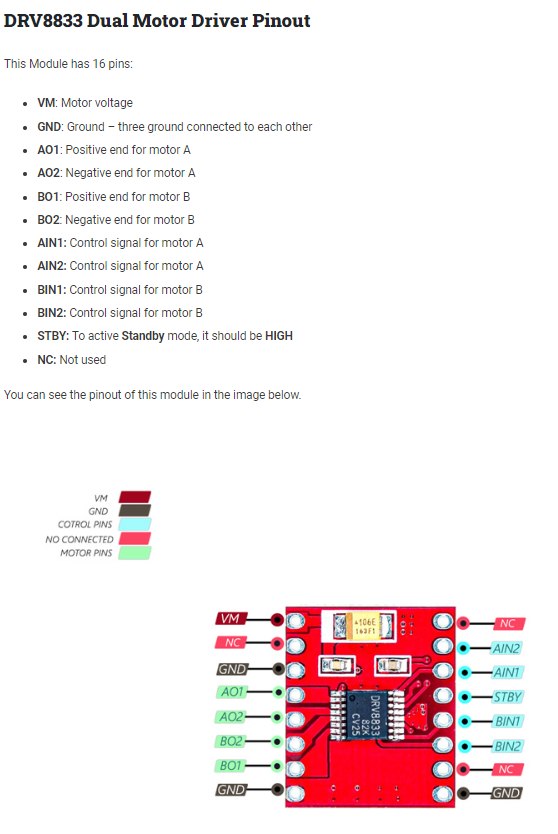 DRV8833 Dual Motor Driver Pinout
This Module has 16 pins:
VM: Motor voltage
GND: Ground – three ground connected to each other
AO1: Positive end for motor A
AO2: Negative end for motor A
BO1: Positive end for motor B
BO2: Negative end for motor B
AIN1: Control signal for motor A
AIN2: Control signal for motor A
BIN1: Control signal for motor B
BIN2: Control signal for motor B
STBY: To active Standby mode, it should be HIGH
NC: Not used
You can see the pinout of this module in the image below.
VM
GND
COTROL PINS
NO CONNECTED
MOTOR PINS
VM
NC
GND
AO1
AO2
BO2
BO1
GND
106E
DRV8833
82K
CV25
NC
AIN2
AIN1
STBY
BIN1
BIN2
NC
GND